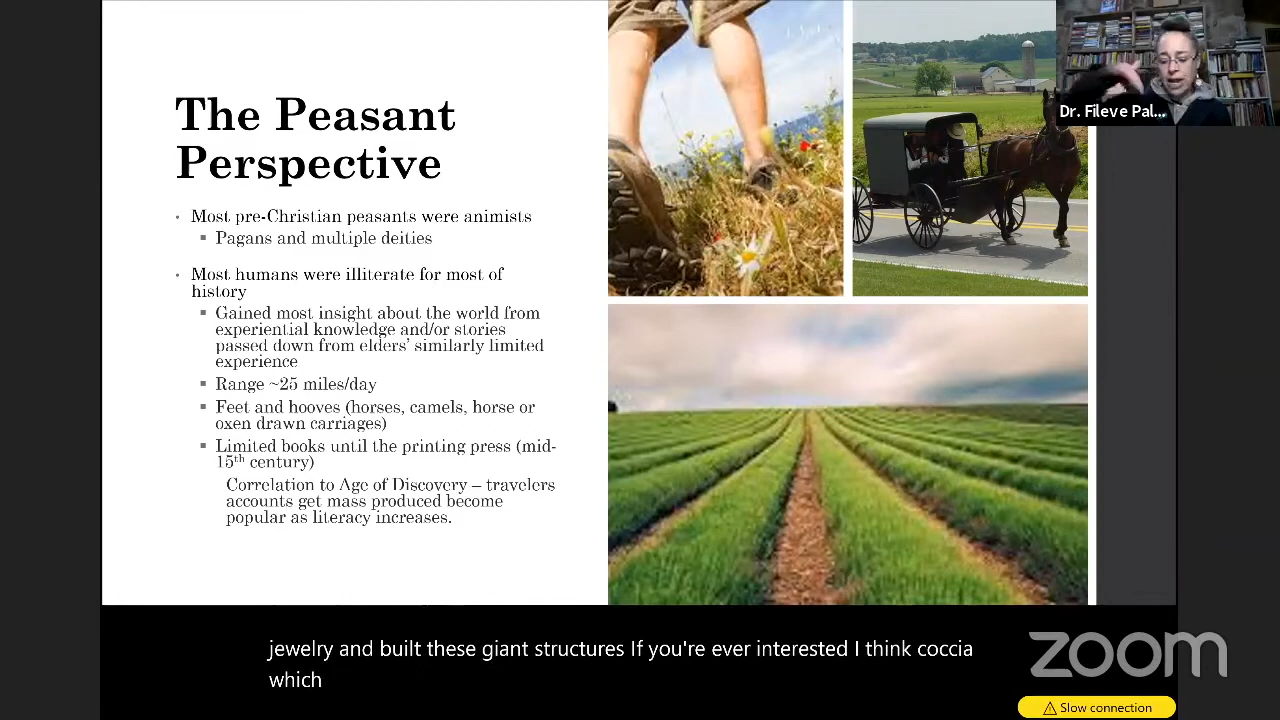 The Peasant
Perspective
Most pre-Christian peasants were animists
Pagans and multiple deities
Most humans were illiterate for most of
history
Gained most insight about the world from
experiential knowledge and/or stories
passed down from elders' similarly limited
experience
Range ~25 miles/day
Feet and hooves (horses, camels, horse or
oxen drawn carriages)
Limited books until the printing press (mid-
15th century)
Correlation to Age of Discovery – travelers
accounts get mass produced become
popular as literacy increases.
Dr. Fileve Pal...
jewelry and built these giant structures If you're ever interested I think coccia
which
zoom
Slow connection